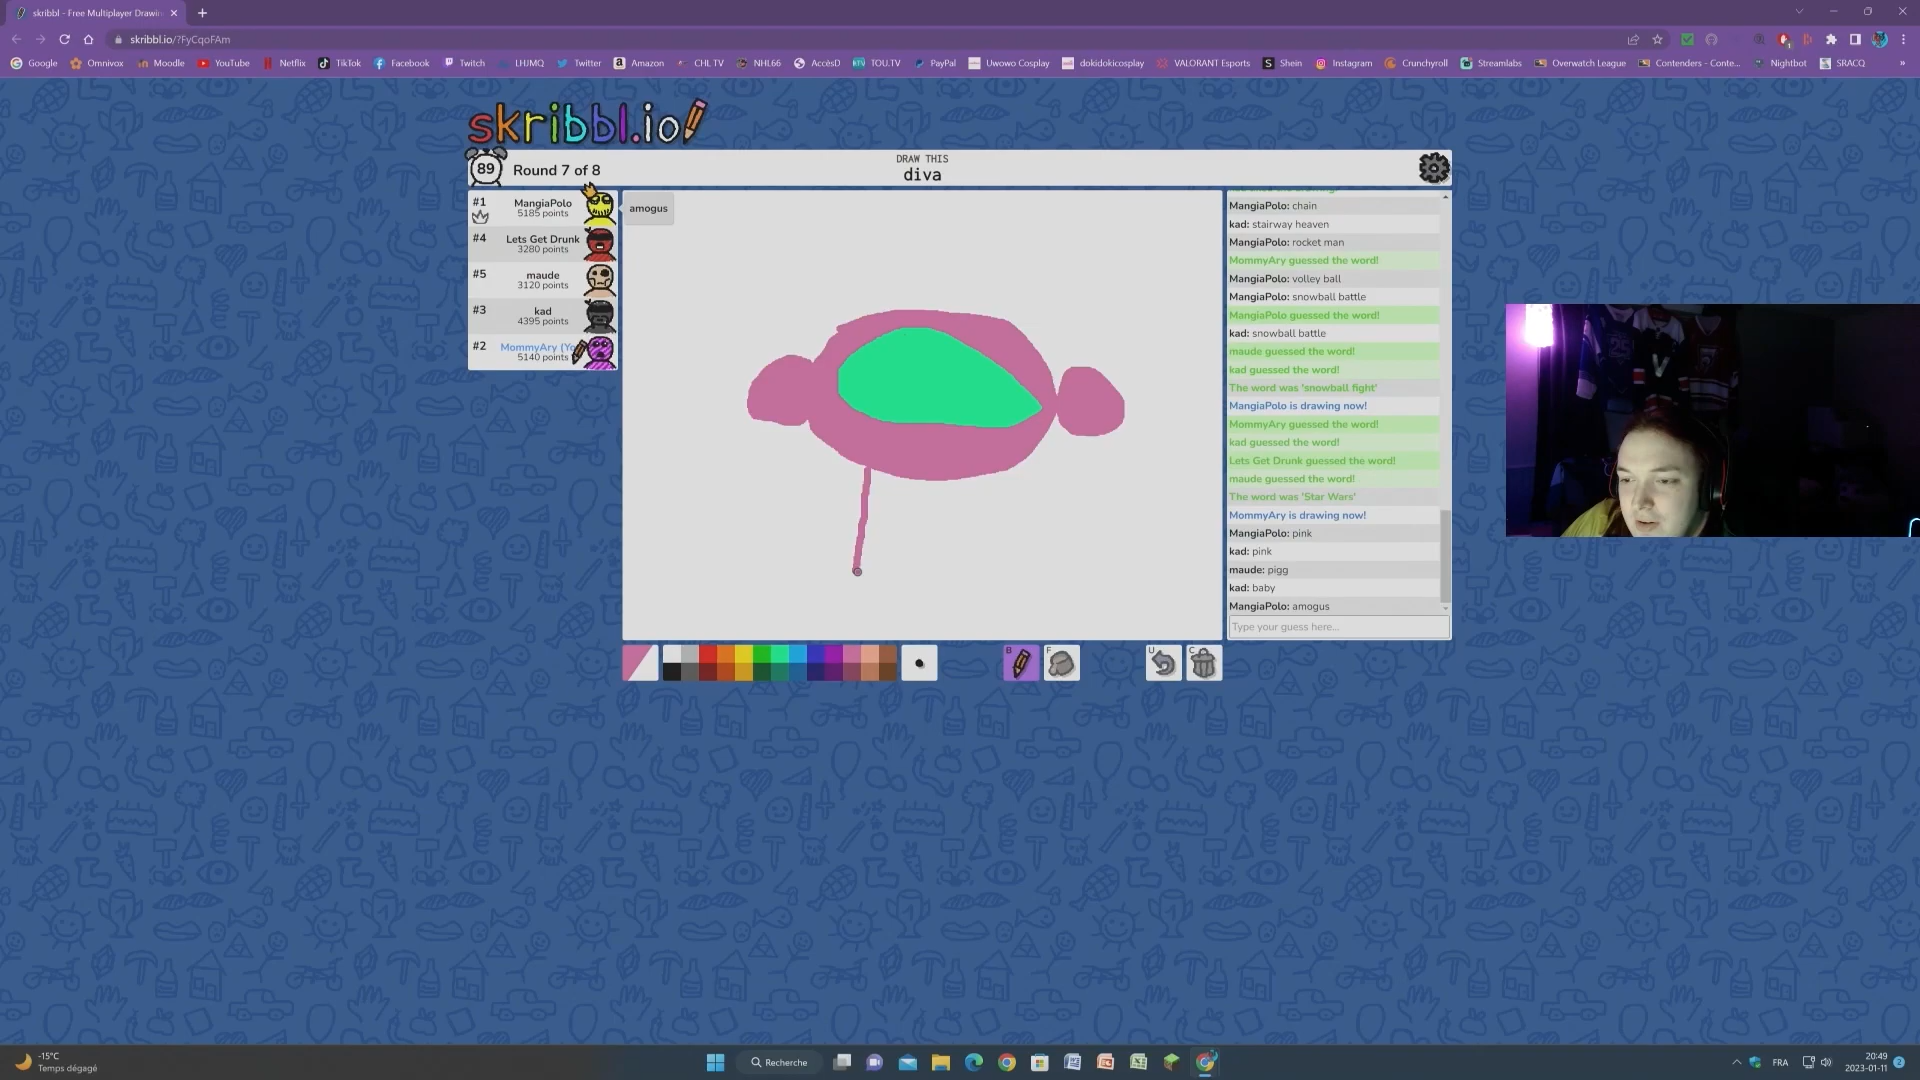 skribbl - Free Multiplayer Drawin
skribbl.io/?FyCqoFAm
Google Omnivox Moodle YouTube Netflix TikTok Facebook Twitch LHJMQ Twitter Amazon CHL TV NHL66 AccèsD TOU.TV PayPal Uwowo Cosplay dokidokicosplay VALORANT Esports Shein Instagram Crunchyroll Streamlabs Overwatch League Contenders - Conte... Nightbot SRACQ »
skribbl.io
89
Round 7 of 8
DRAW THIS
diva
#1 MangiaPolo
5185 points
#4 Lets Get Drunk
3280 points
#5 maude
3120 points
#3 kad
4395 points
#2 MommyAry (Yo
5140 points
amogus
MangiaPolo: chain
kad: stairway heaven
MangiaPolo: rocket man
MommyAry guessed the word!
MangiaPolo: volley ball
MangiaPolo: snowball battle
MangiaPolo guessed the word!
kad: snowball battle
maude guessed the word!
kad guessed the word!
The word was 'snowball fight'
MangiaPolo is drawing now!
MommyAry guessed the word!
kad guessed the word!
Lets Get Drunk guessed the word!
maude guessed the word!
The word was 'Star Wars'
MommyAry is drawing now!
MangiaPolo: pink
kad: pink
maude: pigg
kad: baby
MangiaPolo: amogus
Type your guess here...
B F U C
-15°C
Temps dégagé
Recherche
FRA
20:49
2023-01-11
2